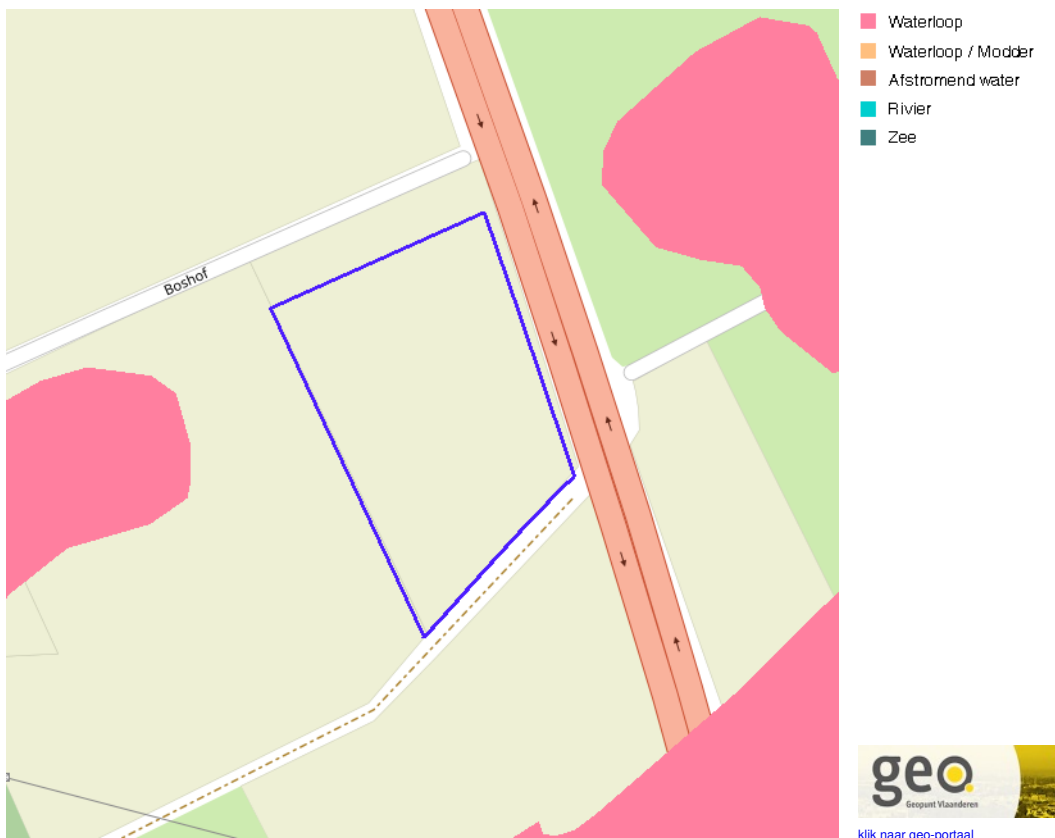 Waterloop
Waterloop / Modder
Afstromend water
Rivier
Zee
Boshof
geo.
Geopunt Vlaanderen
klik naar geo-portaal